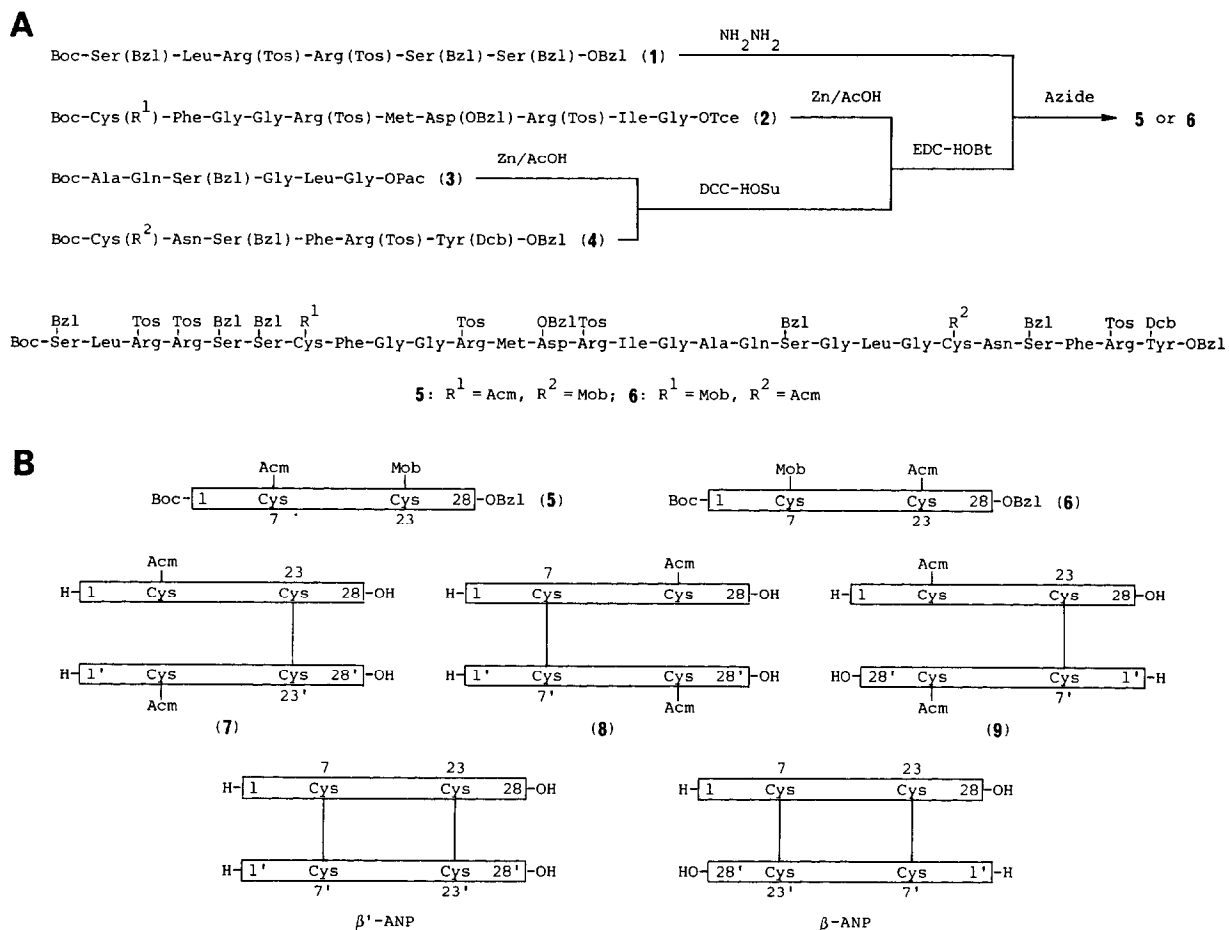 A
Boc-Ser(Bzl)-Leu-Arg(Tos)-Arg(Tos)-Ser(Bzl)-Ser(Bzl)-OBzl (1)
NH2NH2
Boc-Cys(R1)-Phe-Gly-Gly-Arg(Tos)-Met-Asp(OBzl)-Arg(Tos)-Ile-Gly-OTce (2)
Zn/AcOH
Azide
5 or 6
EDC-HOBt
Boc-Ala-Gln-Ser(Bzl)-Gly-Leu-Gly-OPac (3)
Zn/AcOH
DCC-HOSu
Boc-Cys(R2)-Asn-Ser(Bzl)-Phe-Arg(Tos)-Tyr(Dcb)-OBzl (4)
Bzl Tos Tos Bzl Bzl R1 Tos OBzl Tos Bzl R2 Bzl Tos Dcb
Boc-Ser-Leu-Arg-Arg-Ser-Ser-Cys-Phe-Gly-Gly-Arg-Met-Asp-Arg-Ile-Gly-Ala-Gln-Ser-Gly-Leu-Gly-Cys-Asn-Ser-Phe-Arg-Tyr-OBzl
5: R1 = Acm, R2 = Mob; 6: R1 = Mob, R2 = Acm
B
Acm Mob
Boc- 1 Cys Cys 28 -OBzl (5)
7 23
Mob Acm
Boc- 1 Cys Cys 28 -OBzl (6)
7 23
Acm 23
H- 1 Cys Cys 28 -OH
H- 1' Cys Cys 28' -OH
Acm 23'
(7)
7 Acm
H- 1 Cys Cys 28 -OH
H- 1' Cys Cys 28' -OH
7' Acm
(8)
Acm 23
H- 1 Cys Cys 28 -OH
HO- 28' Cys Cys 1' -H
Acm 7'
(9)
7 23
H- 1 Cys Cys 28 -OH
H- 1' Cys Cys 28' -OH
7' 23'
β'-ANP
7 23
H- 1 Cys Cys 28 -OH
HO- 28' Cys Cys 1' -H
23' 7'
β-ANP